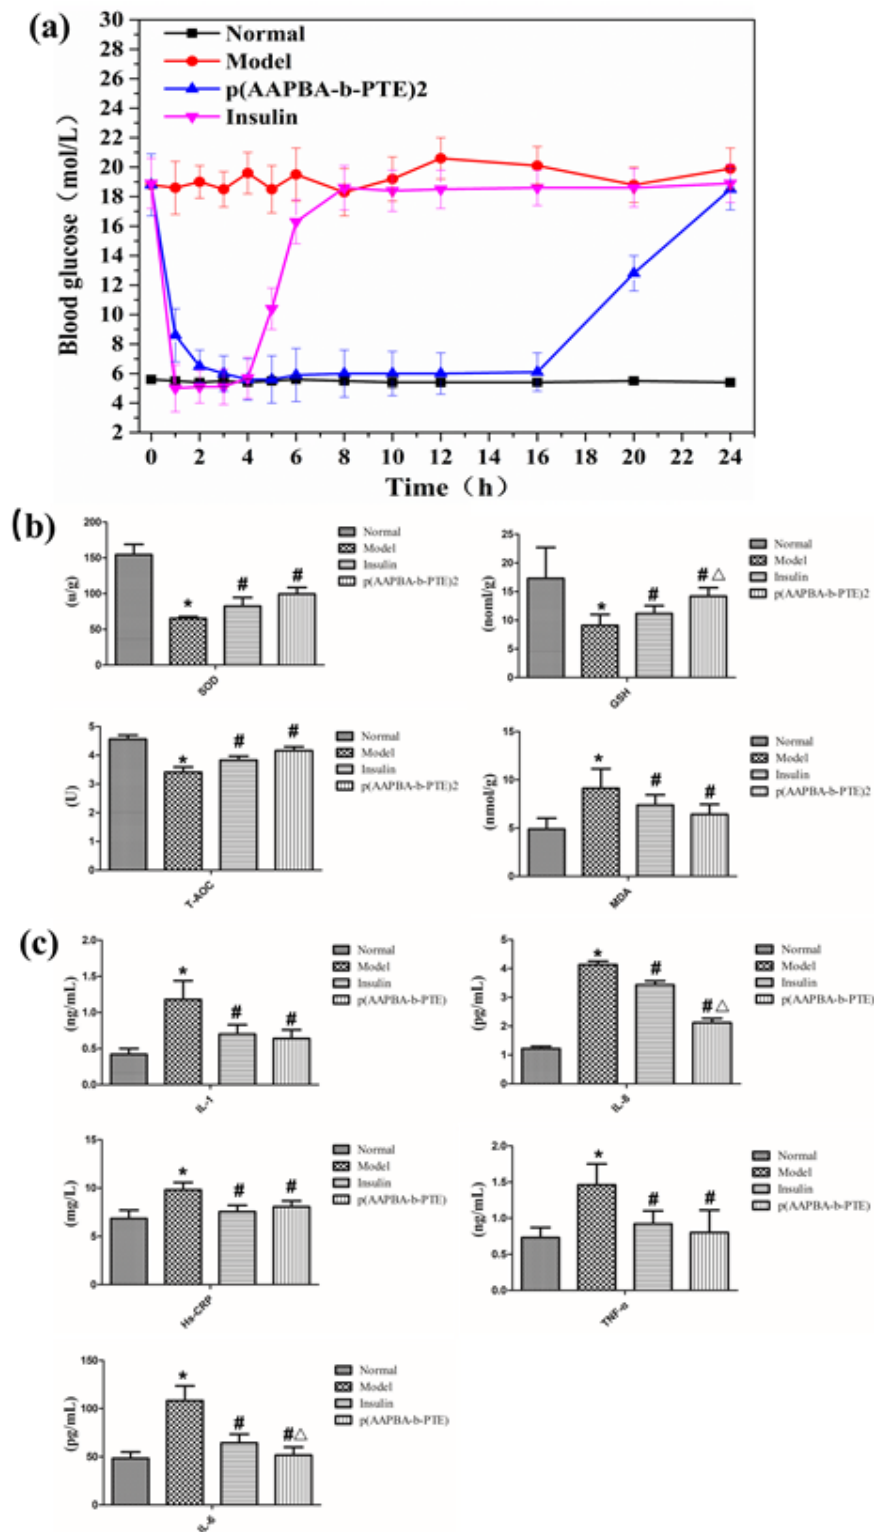 (a)
Normal
Model
p(AAPBA-b-PTE)2
Insulin
Blood glucose (mol/L)
30
28
26
24
22
20
18
16
14
12
10
8
6
4
2
0 2 4 6 8 10 12 14 16 18 20 22 24
Time (h)
(b)
(u/g)
200
150
100
50
0
* # #
SOD
Normal
Model
Insulin
p(AAPBA-b-PTE)2
(noml/g)
25
20
15
10
5
0
* # #△
GSH
Normal
Model
Insulin
p(AAPBA-b-PTE)2
(U)
5
4
3
2
1
0
* # #
T-AOC
Normal
Model
Insulin
p(AAPBA-b-PTE)2
(nmol/g)
15
10
5
0
* # #
MDA
Normal
Model
Insulin
p(AAPBA-b-PTE)2
(c)
(ng/mL)
2.0
1.5
1.0
0.5
0.0
* # #
IL-1
Normal
Model
Insulin
p(AAPBA-b-PTE)
(pg/mL)
5
4
3
2
1
0
* # #△
Normal
Model
Insulin
p(AAPBA-b-PTE)
(mg/L)
15
10
5
0
* # #
Hs-CRP
Normal
Model
Insulin
p(AAPBA-b-PTE)
(ng/mL)
2.0
1.5
1.0
0.5
0.0
* # #
TNF-α
Normal
Model
Insulin
p(AAPBA-b-PTE)
(pg/mL)
150
100
50
0
* # #△
IL-6
Normal
Model
Insulin
p(AAPBA-b-PTE)